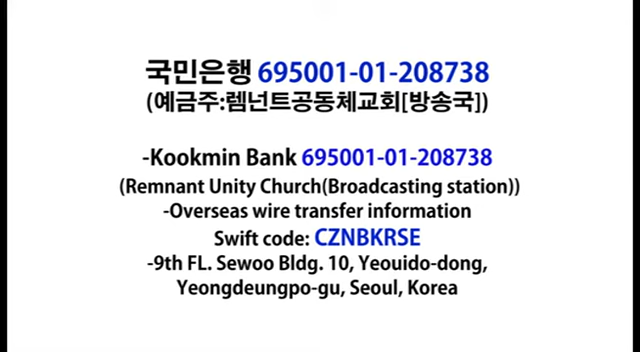 국민은행 695001-01-208738
(예금주:렘넌트공동체교회[방송국])
-Kookmin Bank 695001-01-208738
(Remnant Unity Church(Broadcasting station))
-Overseas wire transfer information
Swift code: CZNBKRSE
-9th FL. Sewoo Bldg. 10, Yeouido-dong,
Yeongdeungpo-gu, Seoul, Korea